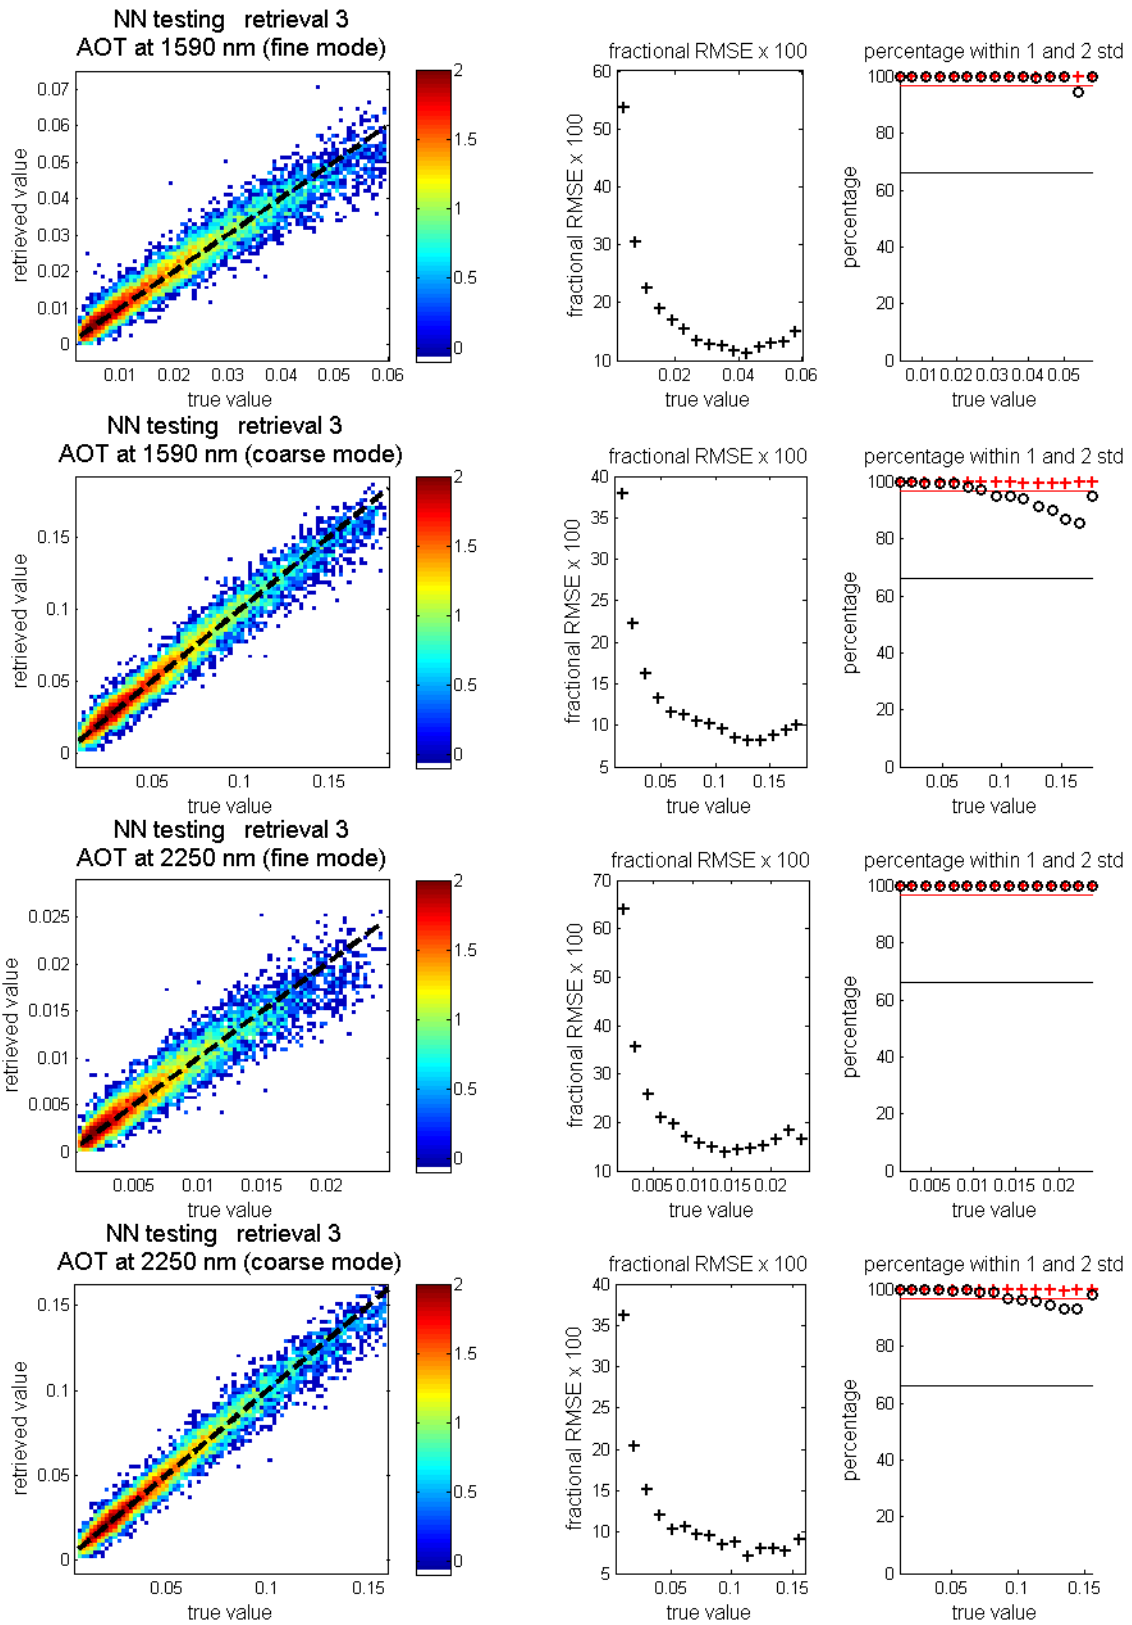 NN testing   retrieval 3
AOT at 1590 nm (fine mode)
fractional RMSE x 100
percentage within 1 and 2 std
retrieved value
0.07
0.06
0.05
0.04
0.03
0.02
0.01
0
0.01 0.02 0.03 0.04 0.05 0.06
true value
2
1.5
1
0.5
0
fractional RMSE x 100
60
50
40
30
20
10
0.02 0.04 0.06
true value
percentage
100
80
60
40
20
0
0.01 0.02 0.03 0.04 0.05
true value
NN testing   retrieval 3
AOT at 1590 nm (coarse mode)
fractional RMSE x 100
percentage within 1 and 2 std
retrieved value
0.15
0.1
0.05
0
0.05 0.1 0.15
true value
2
1.5
1
0.5
0
fractional RMSE x 100
40
35
30
25
20
15
10
5
0.05 0.1 0.15
true value
percentage
100
80
60
40
20
0
0.05 0.1 0.15
true value
NN testing   retrieval 3
AOT at 2250 nm (fine mode)
fractional RMSE x 100
percentage within 1 and 2 std
retrieved value
0.025
0.02
0.015
0.01
0.005
0
0.005 0.01 0.015 0.02
true value
2
1.5
1
0.5
0
fractional RMSE x 100
70
60
50
40
30
20
10
0.005 0.01 0.015 0.02
true value
percentage
100
80
60
40
20
0
0.005 0.01 0.015 0.02
true value
NN testing   retrieval 3
AOT at 2250 nm (coarse mode)
fractional RMSE x 100
percentage within 1 and 2 std
retrieved value
0.15
0.1
0.05
0
0.05 0.1 0.15
true value
2
1.5
1
0.5
0
fractional RMSE x 100
40
35
30
25
20
15
10
5
0.05 0.1 0.15
true value
percentage
100
80
60
40
20
0
0.05 0.1 0.15
true value